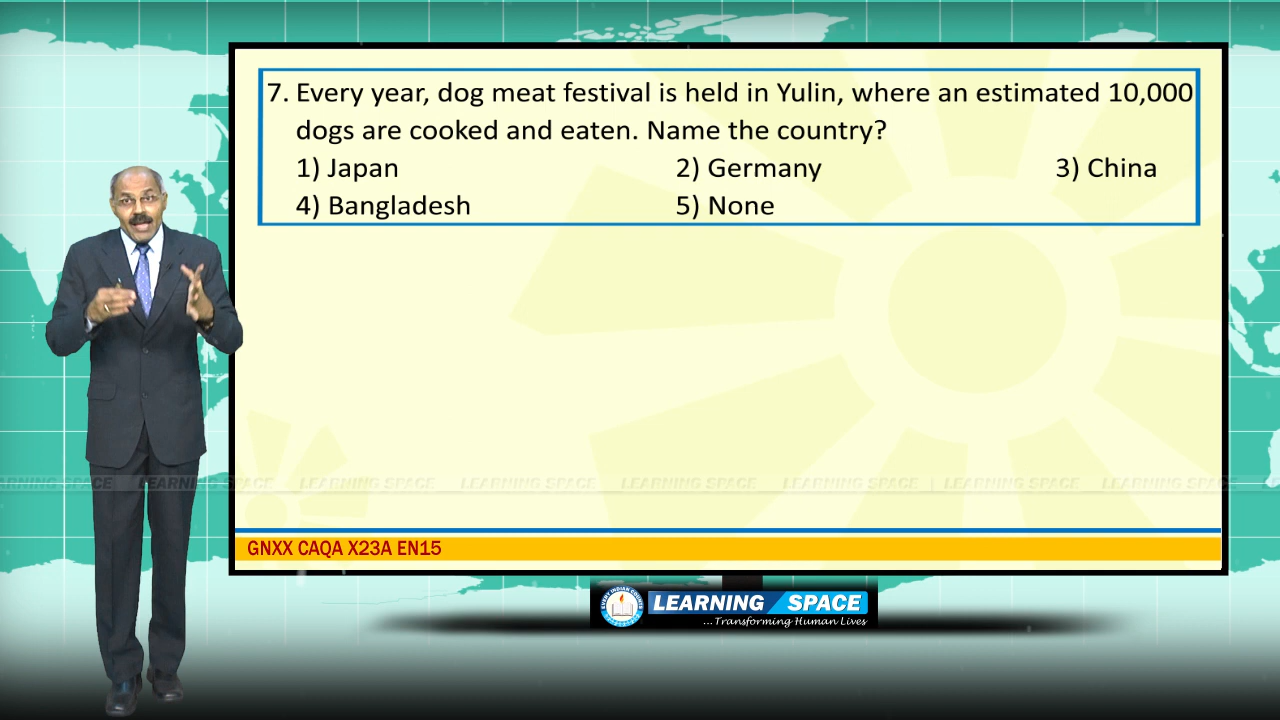 7. Every year, dog meat festival is held in Yulin, where an estimated 10,000
dogs are cooked and eaten. Name the country?
1) Japan 2) Germany 3) China
4) Bangladesh 5) None
LEARNING SPACE LEARNING SPACE LEARNING SPACE LEARNING SPACE LEARNING SPACE LEARNING SPACE | LEARNING SPACE LEARNING SPACE
GNXX CAQA X23A EN15
EVERY INDIAN COUNTS
LEARNING SPACE
...Transforming Human Lives